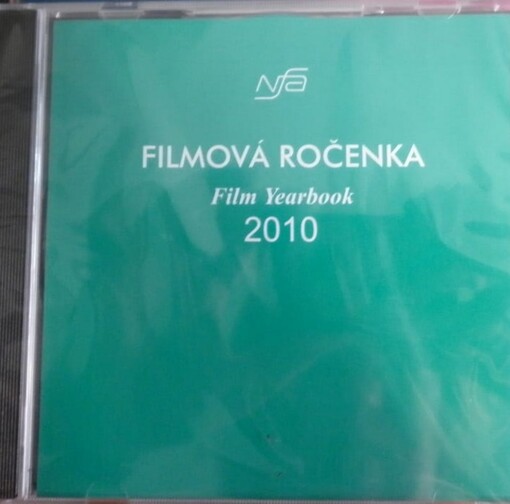 NFA
FILMOVÁ ROČENKA
Film Yearbook
2010